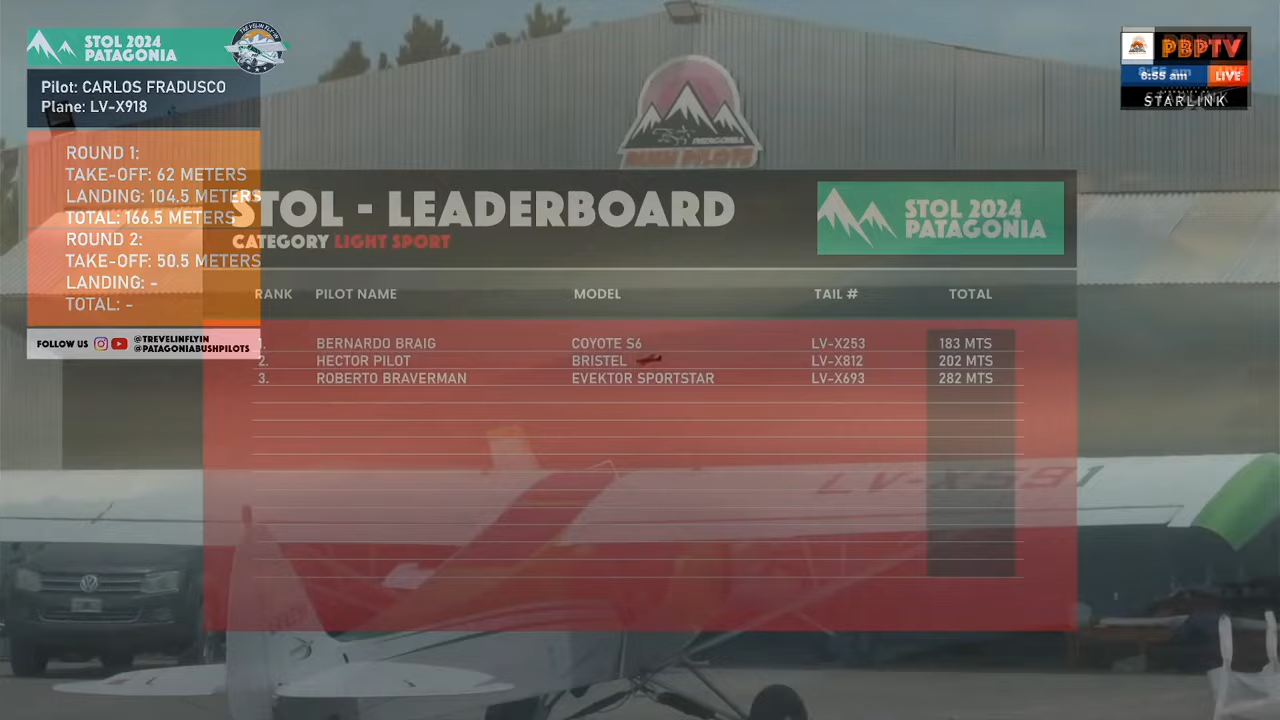 STOL 2024
PATAGONIA
Pilot: CARLOS FRADUSCO
Plane: LV-X918
ROUND 1:
TAKE-OFF: 62 METERS
LANDING: 104.5 METERS
TOTAL: 166.5 METERS
ROUND 2:
TAKE-OFF: 50.5 METERS
LANDING: -
TOTAL: -
FOLLOW US @TREVELINFLYIN
@PATAGONIABUSHPILOTS
PBPTV
6:55 am LIVE
STARLINK
PATAGONIA
BUSH PILOTS
STOL - LEADERBOARD
CATEGORY LIGHT SPORT
STOL 2024
PATAGONIA
RANK PILOT NAME MODEL TAIL # TOTAL
1. BERNARDO BRAIG COYOTE S6 LV-X253 183 MTS
2. HECTOR PILOT BRISTEL LV-X812 202 MTS
3. ROBERTO BRAVERMAN EVEKTOR SPORTSTAR LV-X693 282 MTS
LV-X591